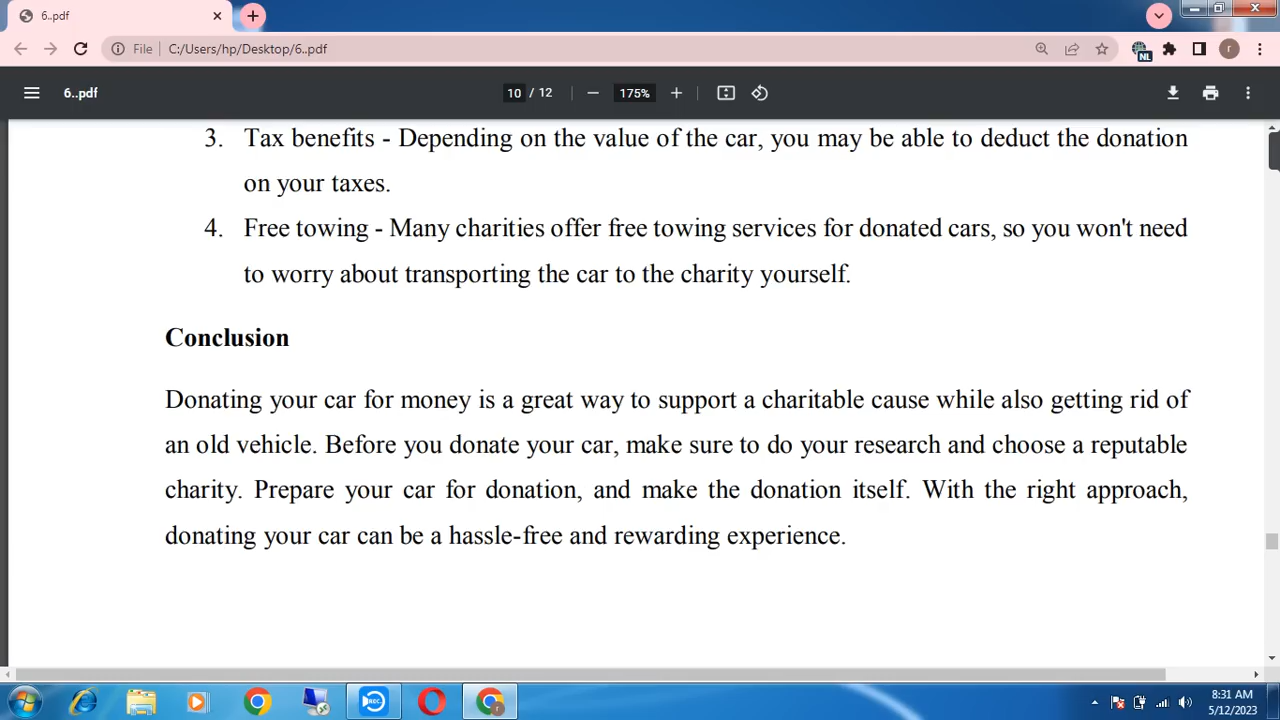 6..pdf
File
C:/Users/hp/Desktop/6..pdf
NL
r
6..pdf
10 / 12
175%
3. Tax benefits - Depending on the value of the car, you may be able to deduct the donation
on your taxes.
4. Free towing - Many charities offer free towing services for donated cars, so you won't need
to worry about transporting the car to the charity yourself.
Conclusion
Donating your car for money is a great way to support a charitable cause while also getting rid of
an old vehicle. Before you donate your car, make sure to do your research and choose a reputable
charity. Prepare your car for donation, and make the donation itself. With the right approach,
donating your car can be a hassle-free and rewarding experience.
REC
r
8:31 AM
5/12/2023